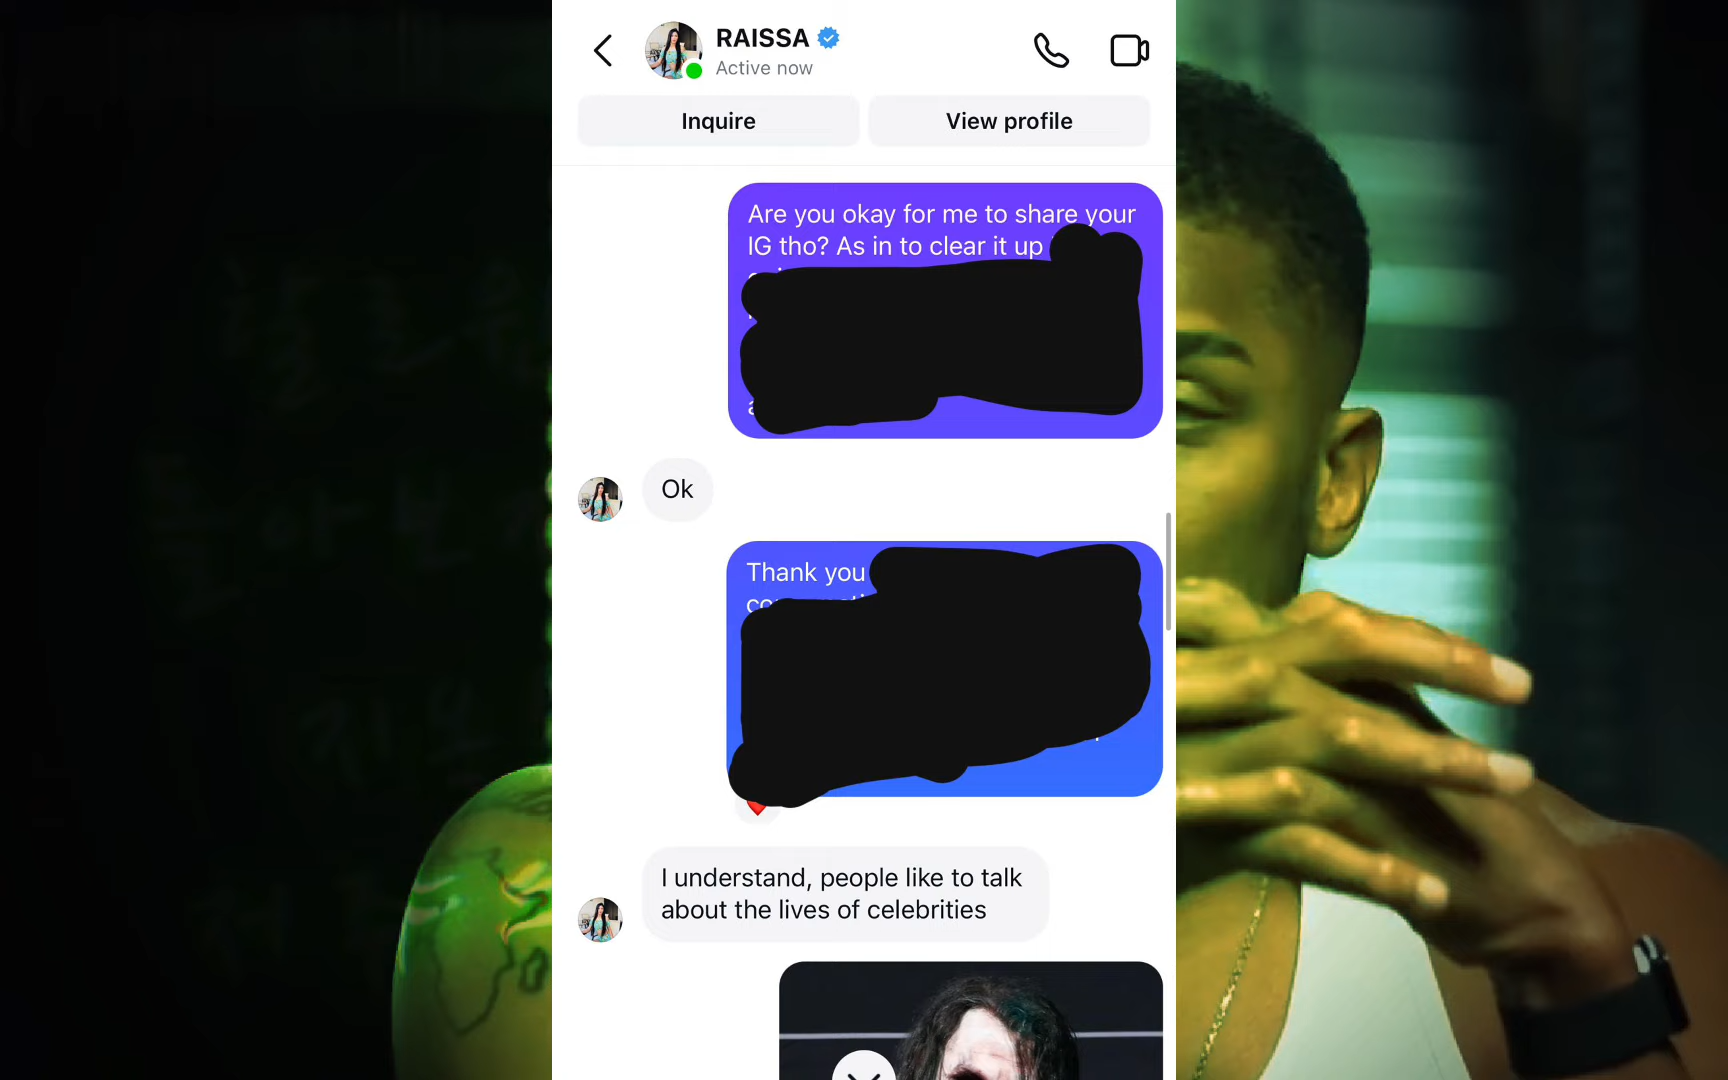 RAISSA
Active now
Inquire
View profile
Are you okay for me to share your
IG tho? As in to clear it up
Ok
Thank you
I understand, people like to talk
about the lives of celebrities